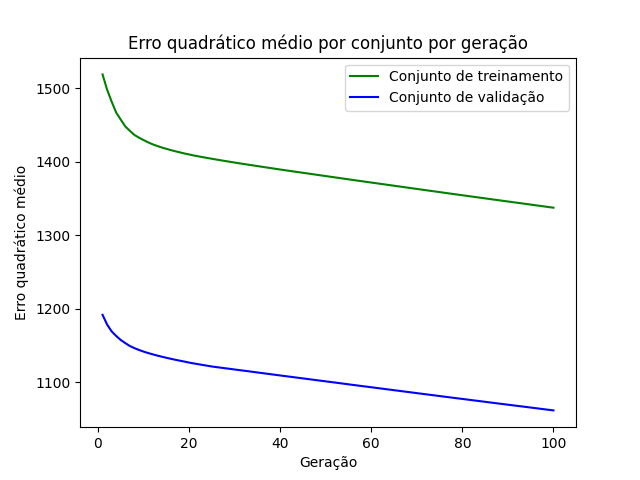 Erro quadrático médio por conjunto por geração
Conjunto de treinamento
Conjunto de validação
Erro quadrático médio
1500
1400
1300
1200
1100
0 20 40 60 80 100
Geração